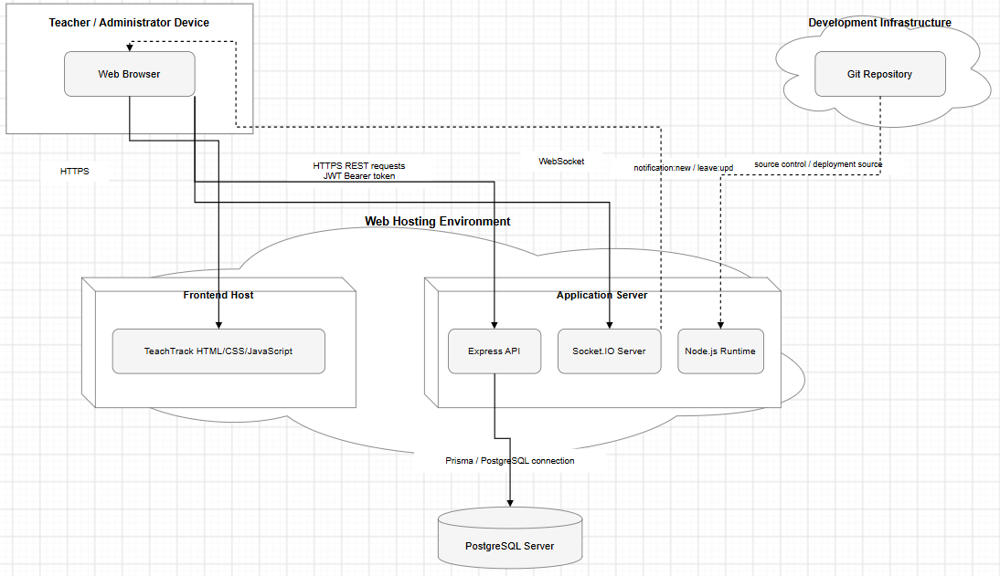 Teacher / Administrator Device
Development Infrastructure
Web Browser
Git Repository
HTTPS
HTTPS REST requests
JWT Bearer token
WebSocket
notification:new / leave:upd
source control / deployment source
Web Hosting Environment
Frontend Host
Application Server
TeachTrack HTML/CSS/JavaScript
Express API
Socket.IO Server
Node.js Runtime
Prisma / PostgreSQL connection
PostgreSQL Server